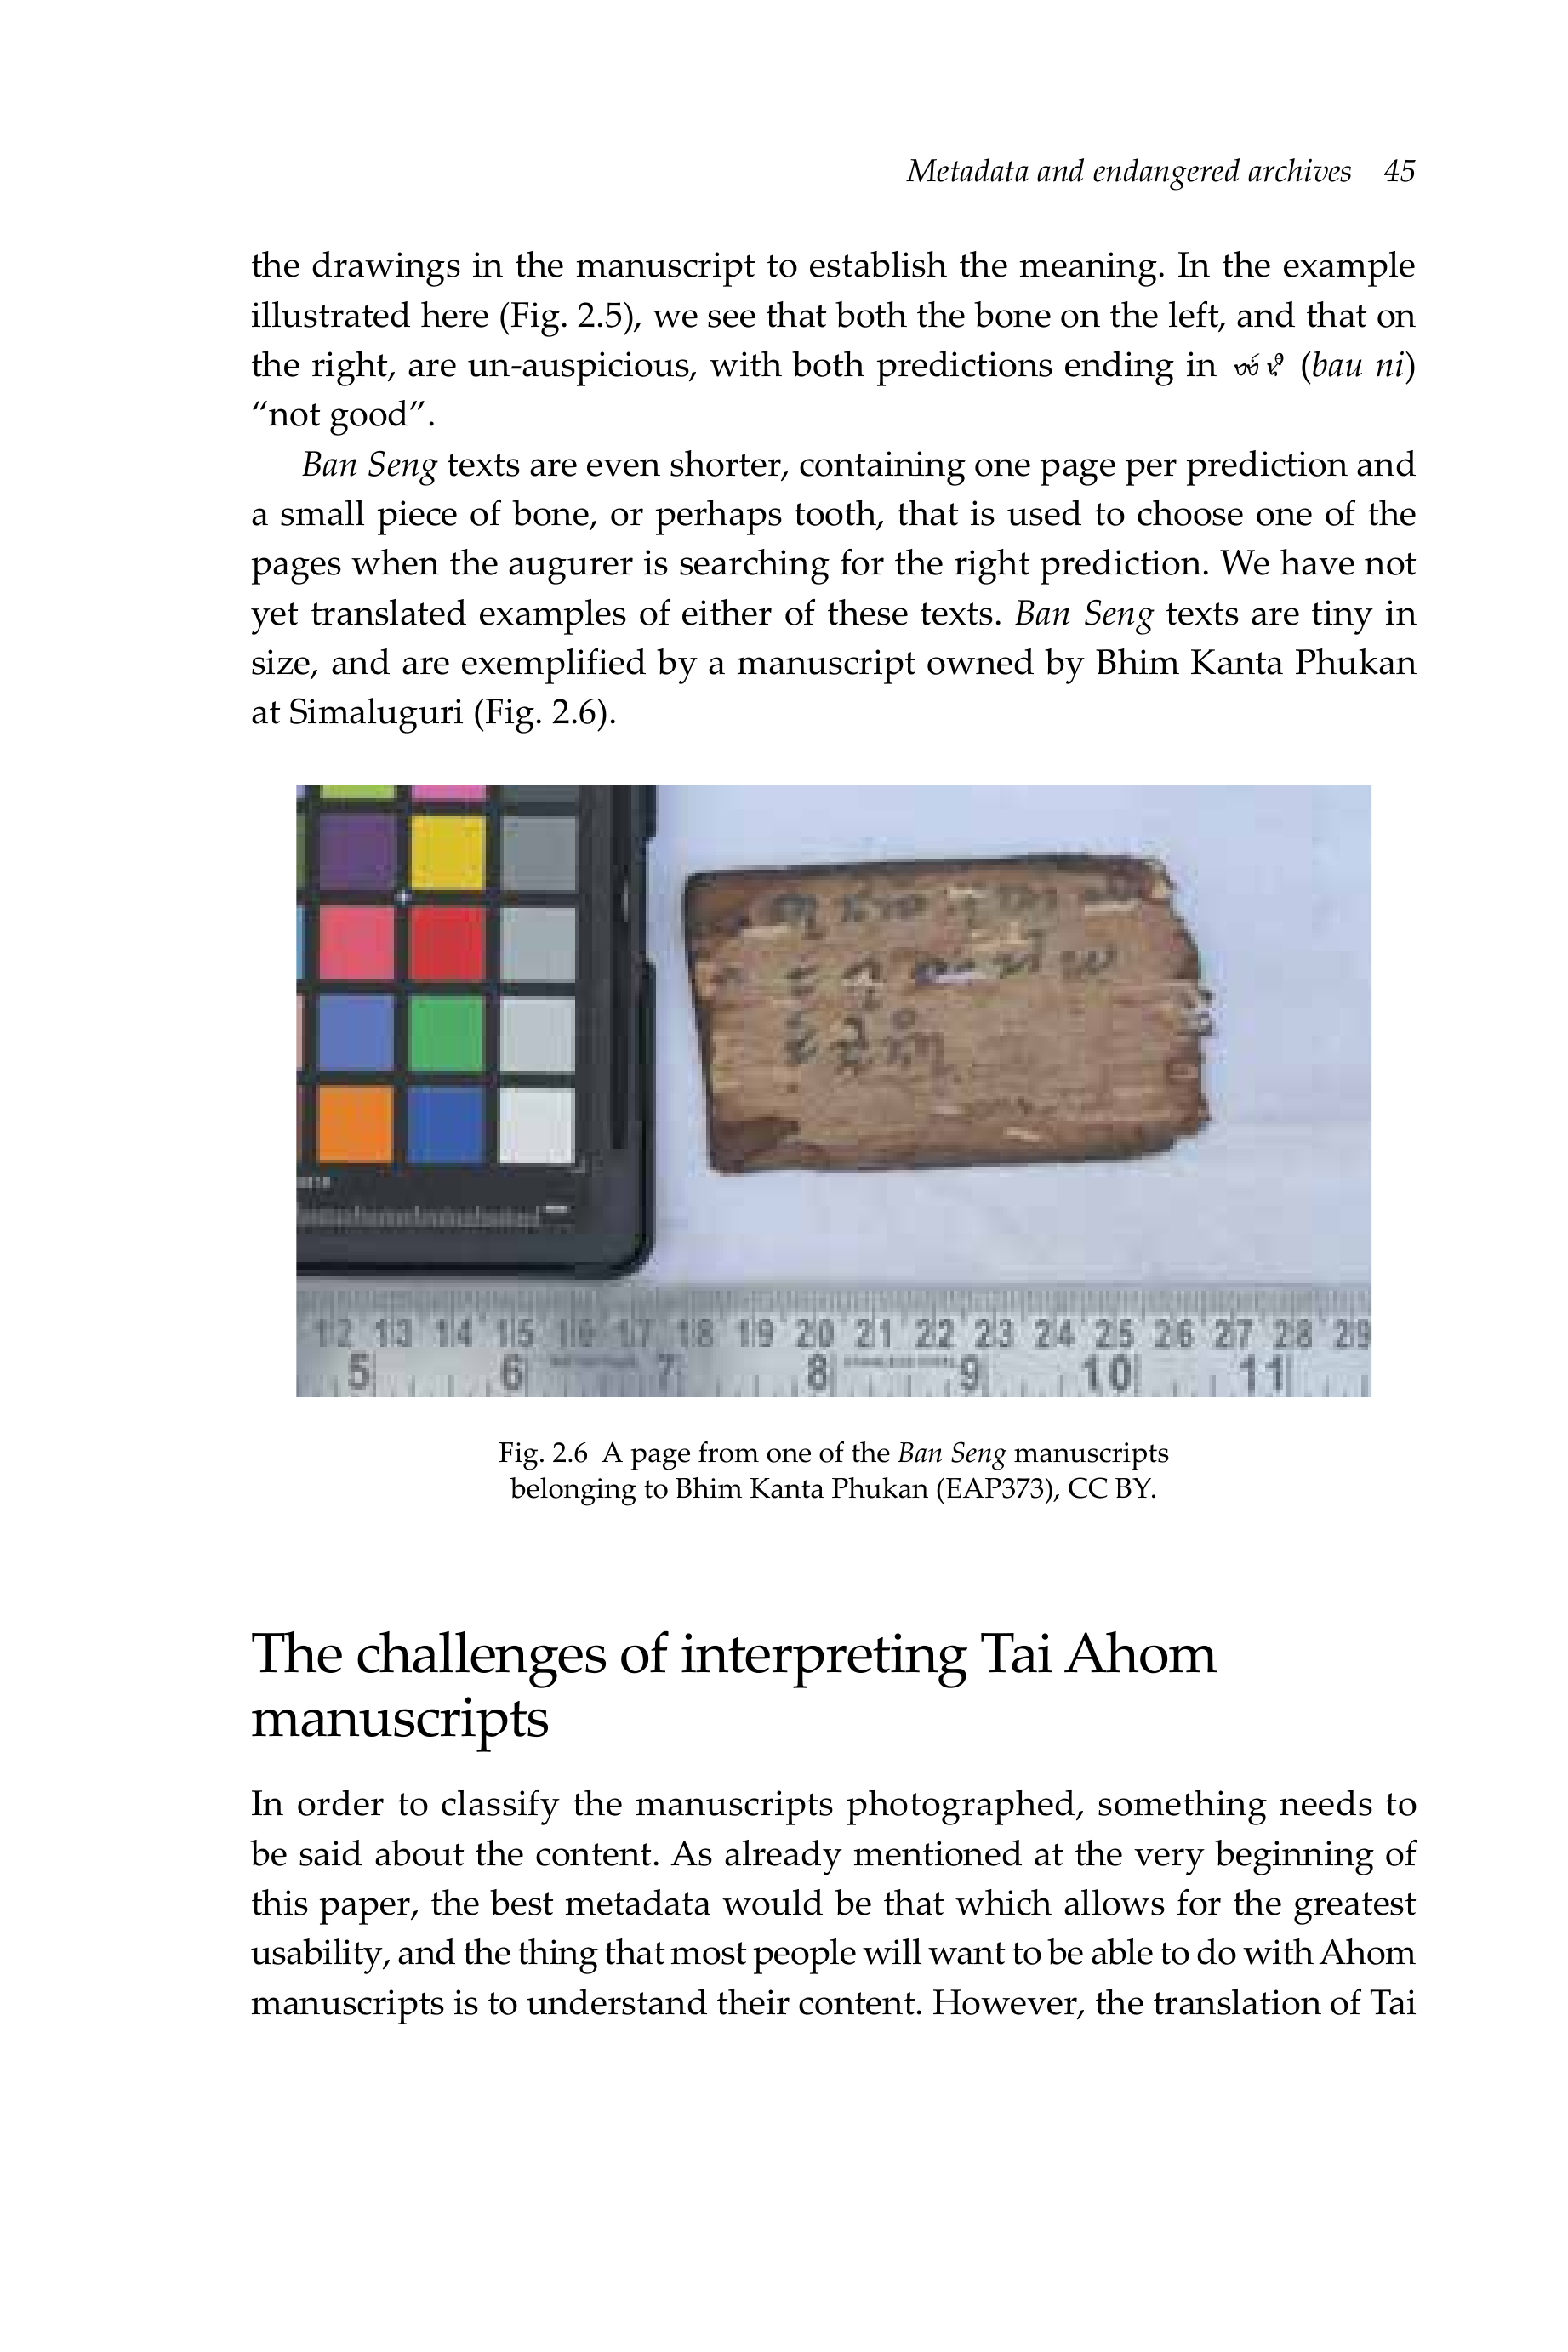 Metadata and endangered archives 45
the drawings in the manuscript to establish the meaning. In the example
illustrated here (Fig. 2.5), we see that both the bone on the left, and that on
the right, are un-auspicious, with both predictions ending in (bau ni)
“not good”.
Ban Seng texts are even shorter, containing one page per prediction and
a small piece of bone, or perhaps tooth, that is used to choose one of the
pages when the augurer is searching for the right prediction. We have not
yet translated examples of either of these texts. Ban Seng texts are tiny in
size, and are exemplified by a manuscript owned by Bhim Kanta Phukan
at Simaluguri (Fig. 2.6).
12 13 14 15 16 17 18 19 20 21 22 23 24 25 26 27 28 29
5 6 7 8 9 10 11
Fig. 2.6 A page from one of the Ban Seng manuscripts
belonging to Bhim Kanta Phukan (EAP373), CC BY.
The challenges of interpreting Tai Ahom
manuscripts
In order to classify the manuscripts photographed, something needs to
be said about the content. As already mentioned at the very beginning of
this paper, the best metadata would be that which allows for the greatest
usability, and the thing that most people will want to be able to do with Ahom
manuscripts is to understand their content. However, the translation of Tai